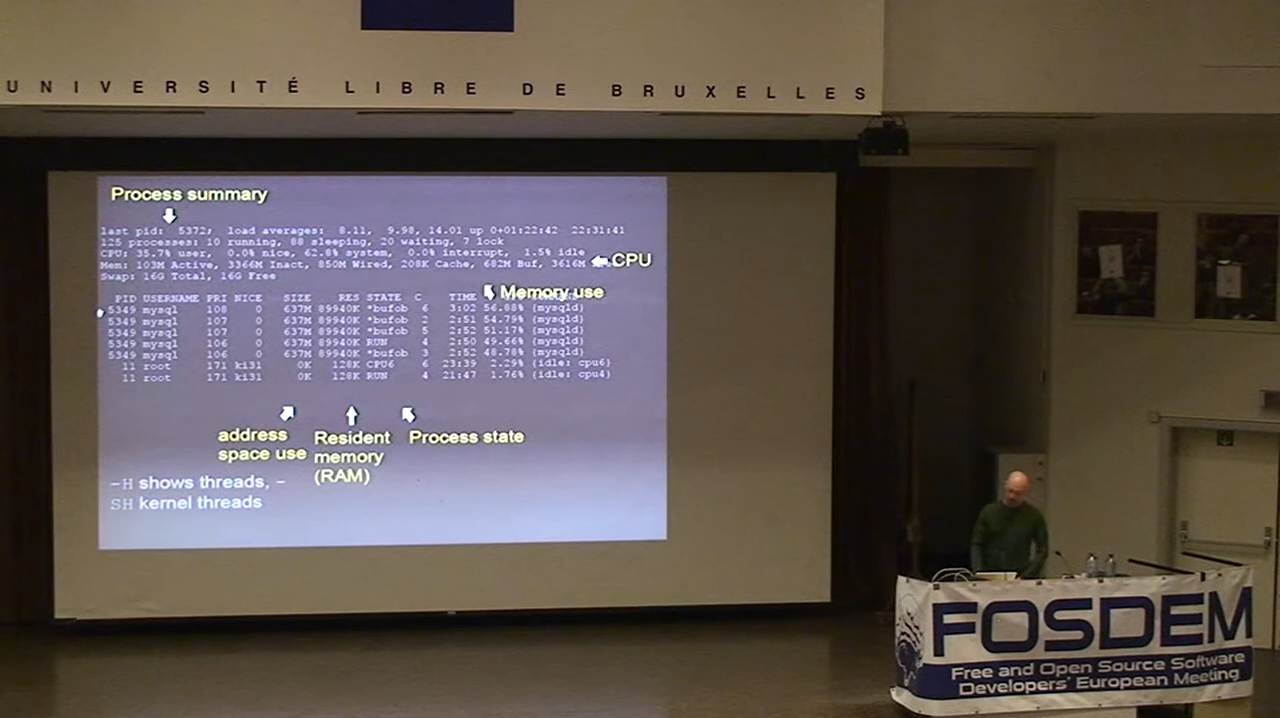 UNIVERSITÉ LIBRE DE BRUXELLES
Process summary
last pid: 5372; load averages: 8.11, 9.98, 14.01 up 0+01:22:42 22:31:41
125 processes: 10 running, 88 sleeping, 20 waiting, 7 lock
CPU: 35.7% user, 0.0% nice, 62.8% system, 0.0% interrupt, 1.5% idle
Mem: 103M Active, 3366M Inact, 850M Wired, 208K Cache, 682M Buf, 3616M
CPU
Swap: 16G Total, 16G Free
Memory use
PID USERNAME PRI NICE SIZE RES STATE C TIME
5349 mysql 108 0 637M 89940K *bufob 6 3:02 56.88% (mysqld)
5349 mysql 107 0 637M 89940K *bufob 2 2:51 54.79% (mysqld)
5349 mysql 107 0 637M 89940K *bufob 5 2:52 51.17% (mysqld)
5349 mysql 106 0 637M 89940K RUN 4 2:50 49.66% (mysqld)
5349 mysql 106 0 637M 89940K *bufob 3 2:52 48.78% (mysqld)
11 root 171 ki31 0K 128K CPU6 6 23:39 2.29% (idle: cpu6)
11 root 171 ki31 0K 128K RUN 4 21:47 1.76% (idle: cpu4)
address
space use
Resident
memory
(RAM)
Process state
-H shows threads, -
SH kernel threads
FOSDEM
Free and Open Source Software
Developers' European Meeting